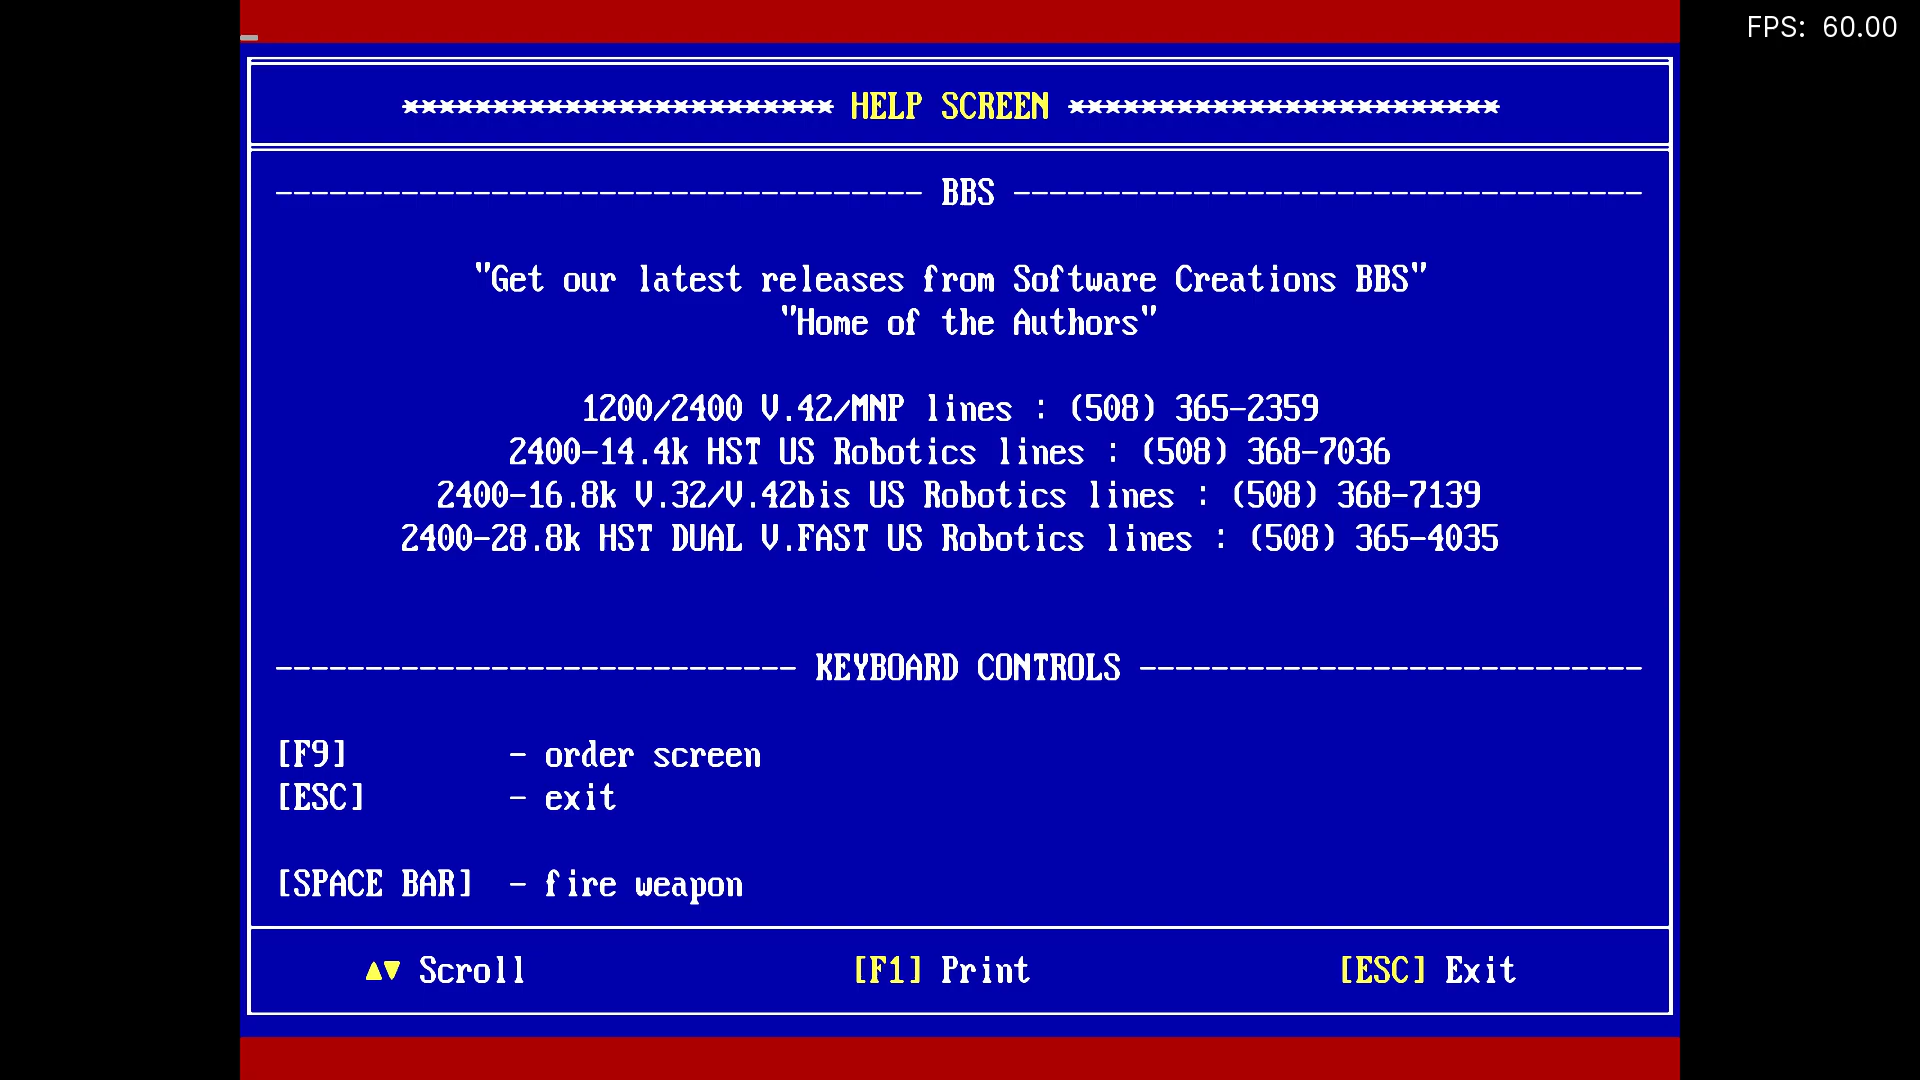 FPS: 60.00
*********************** HELP SCREEN ***********************
------------------------------------ BBS -----------------------------------
"Get our latest releases from Software Creations BBS"
"Home of the Authors"
1200/2400 V.42/MNP lines : (508) 365-2359
2400-14.4k HST US Robotics lines : (508) 368-7036
2400-16.8k V.32/V.42bis US Robotics lines : (508) 368-7139
2400-28.8k HST DUAL V.FAST US Robotics lines : (508) 365-4035
----------------------------- KEYBOARD CONTROLS ----------------------------
[F9] - order screen
[ESC] - exit
[SPACE BAR] - fire weapon
▲▼ Scroll [F1] Print [ESC] Exit